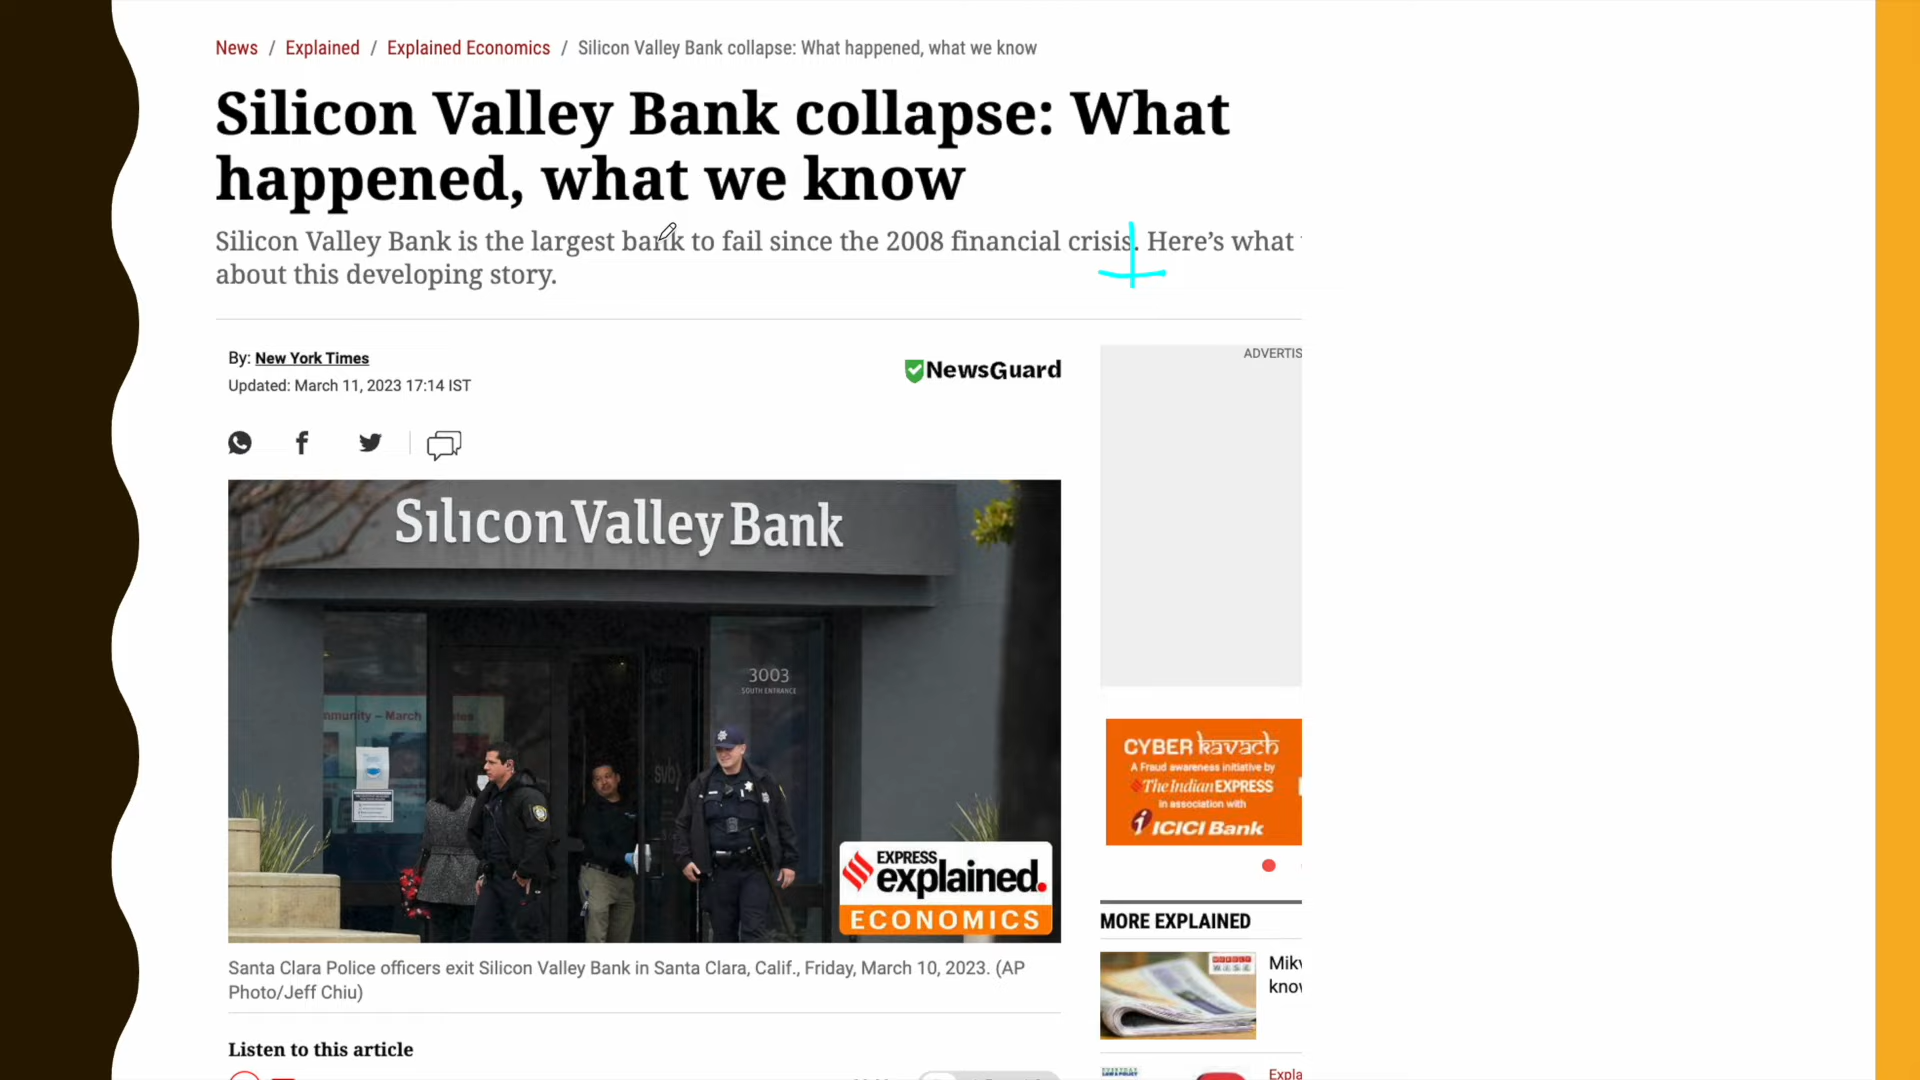 News / Explained / Explained Economics / Silicon Valley Bank collapse: What happened, what we know
Silicon Valley Bank collapse: What
happened, what we know
Silicon Valley Bank is the largest bank to fail since the 2008 financial crisis. Here's what
about this developing story.
By: New York Times
Updated: March 11, 2023 17:14 IST
NewsGuard
ADVERTIS
Silicon Valley Bank
3003
SOUTH ENTRANCE
nmunity – March
svb
EXPRESS
explained.
ECONOMICS
CYBER kavach
A Fraud awareness initiative by
The Indian EXPRESS
in association with
ICICI Bank
Santa Clara Police officers exit Silicon Valley Bank in Santa Clara, Calif., Friday, March 10, 2023. (AP
Photo/Jeff Chiu)
MORE EXPLAINED
Listen to this article
Expla